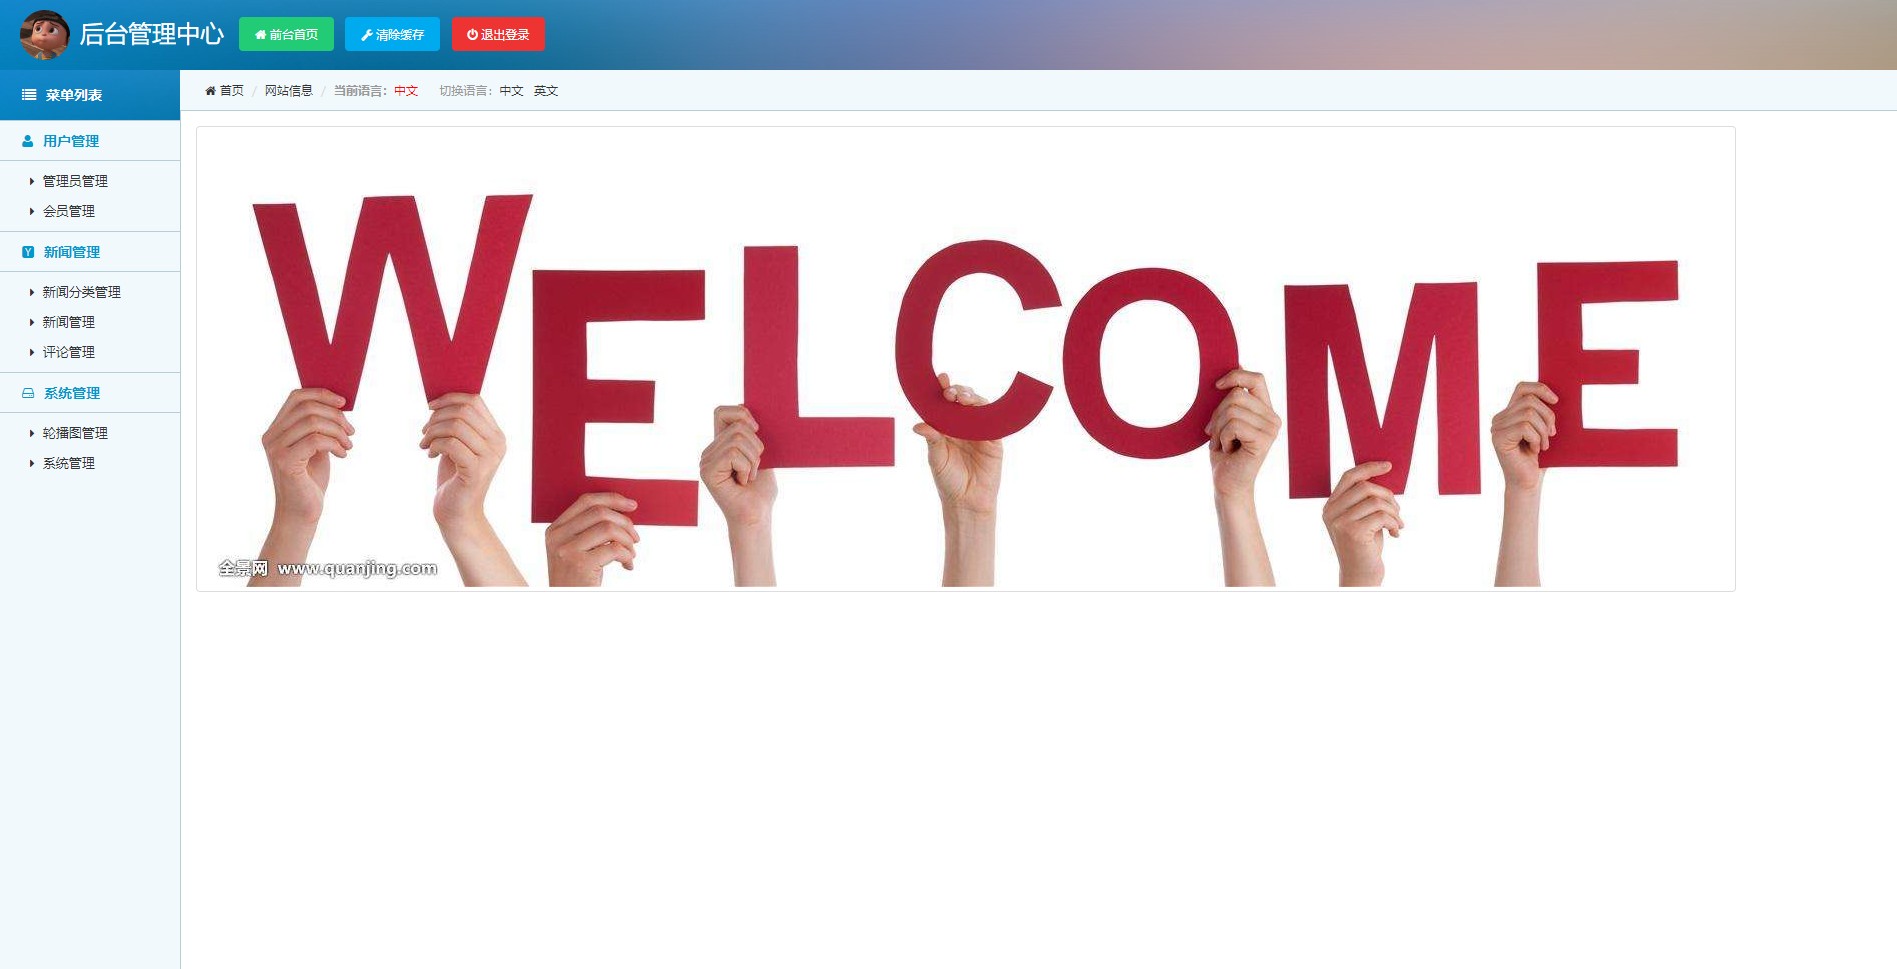 后台管理中心 前台首页 清除缓存 退出登录
菜单列表
首页 / 网站信息 / 当前语言：中文 切换语言：中文 英文
用户管理
管理员管理
会员管理
新闻管理
新闻分类管理
新闻管理
评论管理
系统管理
轮播图管理
系统管理
WELCOME
全景网 www.quanjing.com